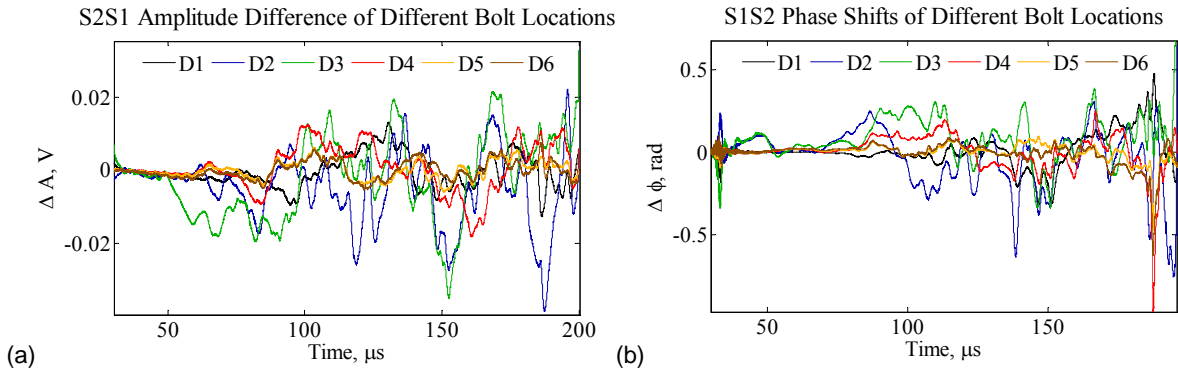 S2S1 Amplitude Difference of Different Bolt Locations
Δ A, V
0.02
0
-0.02
D1 D2 D3 D4 D5 D6
50 100 150 200
Time, μs
(a)
S1S2 Phase Shifts of Different Bolt Locations
Δ ϕ, rad
0.5
0
-0.5
D1 D2 D3 D4 D5 D6
50 100 150
Time, μs
(b)